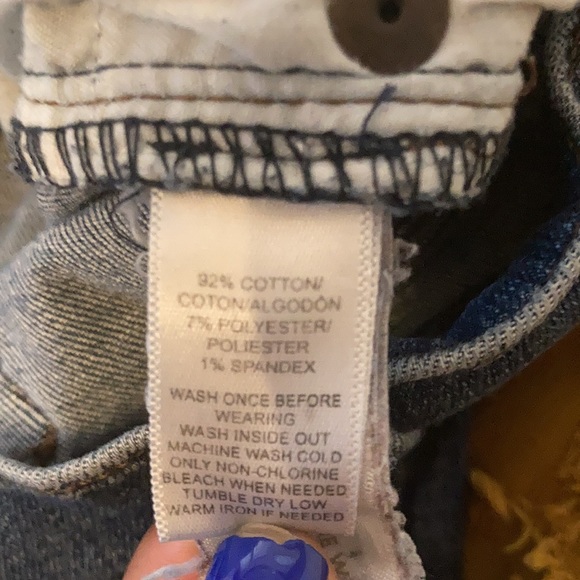 92% COTTON/
COTON/ALGODÓN
7% POLYESTER/
POLIESTER
1% SPANDEX
WASH ONCE BEFORE
WEARING
WASH INSIDE OUT
MACHINE WASH COLD
ONLY NON-CHLORINE
BLEACH WHEN NEEDED
TUMBLE DRY LOW
WARM IRON IF NEEDED